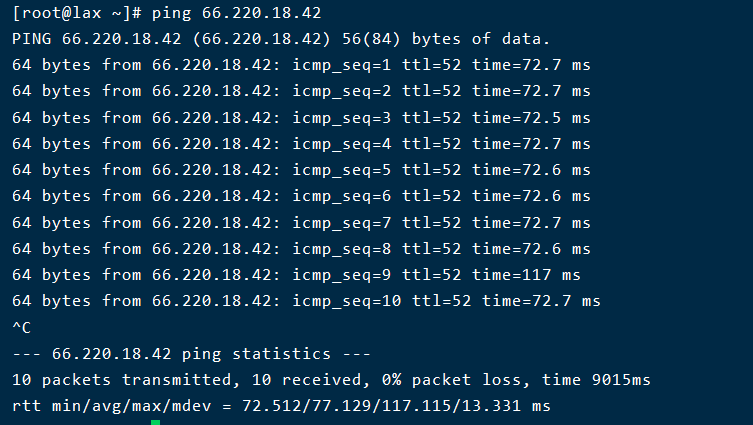 [root@lax ~]# ping 66.220.18.42
PING 66.220.18.42 (66.220.18.42) 56(84) bytes of data.
64 bytes from 66.220.18.42: icmp_seq=1 ttl=52 time=72.7 ms
64 bytes from 66.220.18.42: icmp_seq=2 ttl=52 time=72.7 ms
64 bytes from 66.220.18.42: icmp_seq=3 ttl=52 time=72.5 ms
64 bytes from 66.220.18.42: icmp_seq=4 ttl=52 time=72.7 ms
64 bytes from 66.220.18.42: icmp_seq=5 ttl=52 time=72.6 ms
64 bytes from 66.220.18.42: icmp_seq=6 ttl=52 time=72.6 ms
64 bytes from 66.220.18.42: icmp_seq=7 ttl=52 time=72.7 ms
64 bytes from 66.220.18.42: icmp_seq=8 ttl=52 time=72.6 ms
64 bytes from 66.220.18.42: icmp_seq=9 ttl=52 time=117 ms
64 bytes from 66.220.18.42: icmp_seq=10 ttl=52 time=72.7 ms
^C
--- 66.220.18.42 ping statistics ---
10 packets transmitted, 10 received, 0% packet loss, time 9015ms
rtt min/avg/max/mdev = 72.512/77.129/117.115/13.331 ms